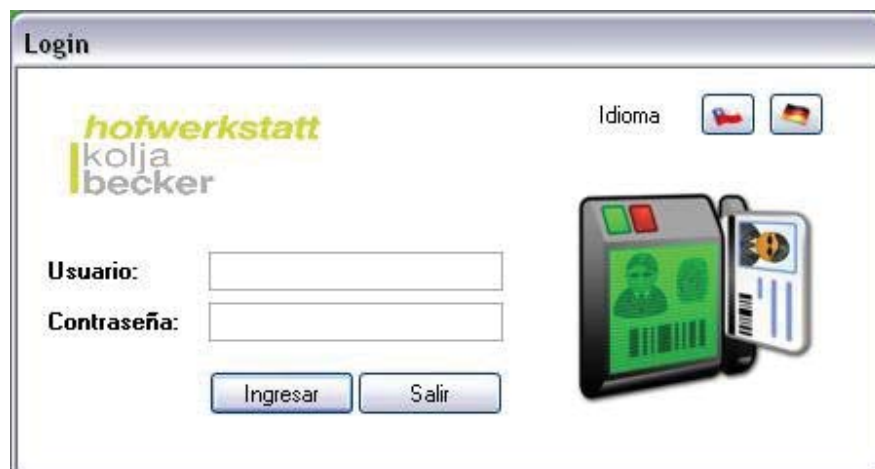 Login
hofwerkstatt
kolja
becker
Idioma
Usuario:
Contraseña:
Ingresar
Salir